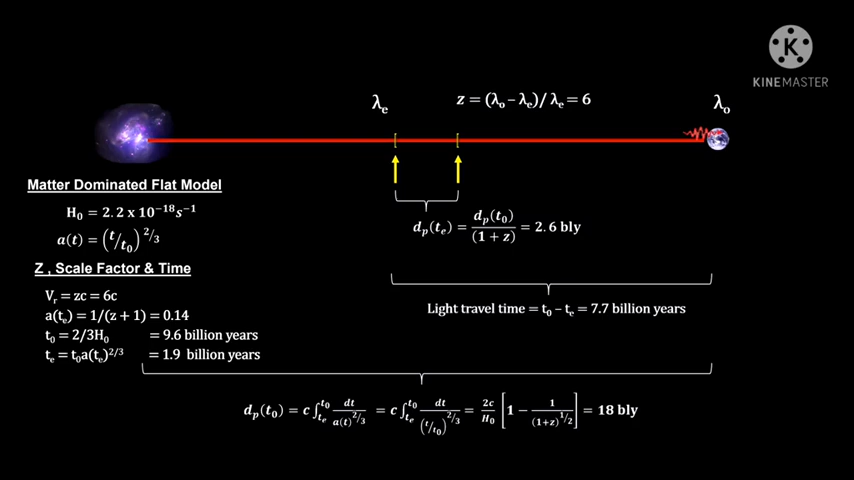 K
KINEMASTER
λe
z = (λo – λe)/ λe = 6
λo
Matter Dominated Flat Model
H₀ = 2.2 x 10⁻¹⁸s⁻¹
a(t) = (t/t₀)^2/3
dp(te) = dp(t₀)/(1 + z) = 2.6 bly
Z , Scale Factor & Time
Vr = zc = 6c
a(te) = 1/(z + 1) = 0.14
t₀ = 2/3H₀ = 9.6 billion years
te = t₀a(te)^2/3 = 1.9 billion years
Light travel time = t₀ – te = 7.7 billion years
dp(t₀) = c ∫te^t₀ dt/a(t)^2/3 = c ∫te^t₀ dt/(t/t₀)^2/3 = 2c/H₀ [1 – 1/(1+z)^1/2] = 18 bly